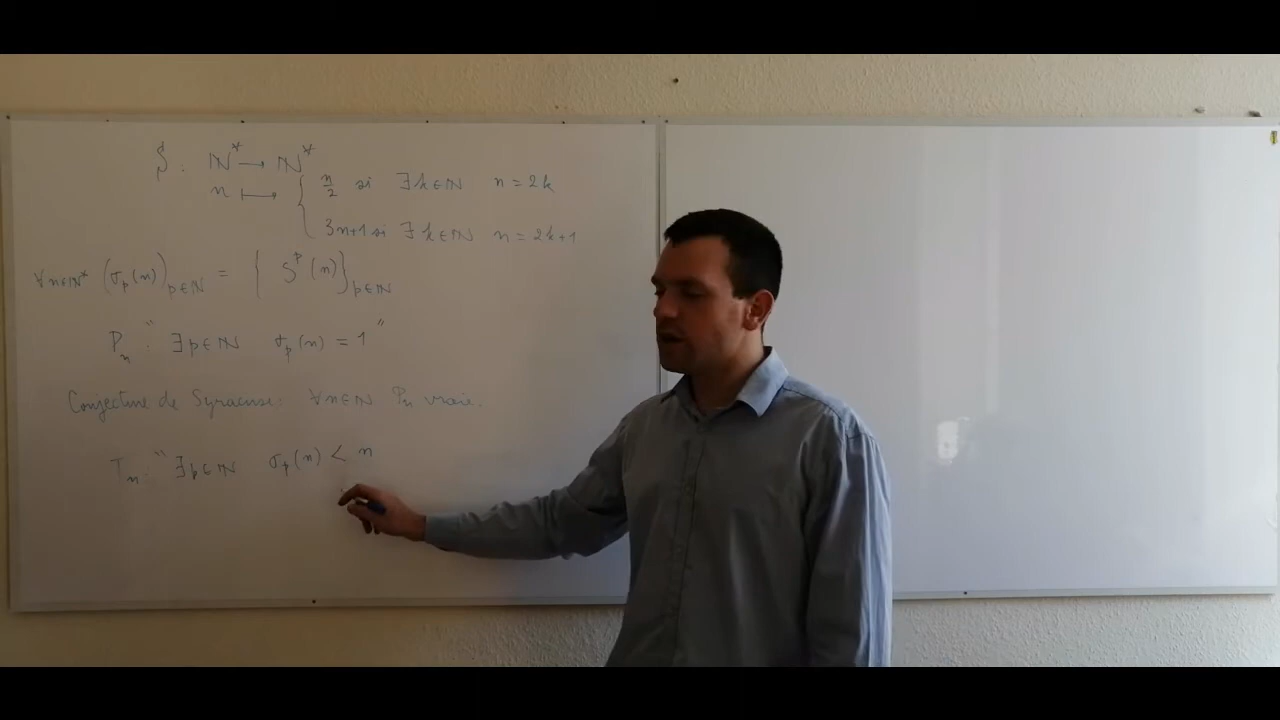 S : ℕ* → ℕ*
n ⟼ { n/2 si ∃k∈ℕ n = 2k
3n+1 si ∃k∈ℕ n = 2k+1
∀n∈ℕ* (σₚ(n))ₚ∈ℕ = { Sᵖ(n) }ₚ∈ℕ
Pₙ : " ∃p∈ℕ σₚ(n) = 1 "
Conjecture de Syracuse : ∀n∈ℕ Pₙ vraie.
Tₙ : " ∃p∈ℕ σₚ(n) < n